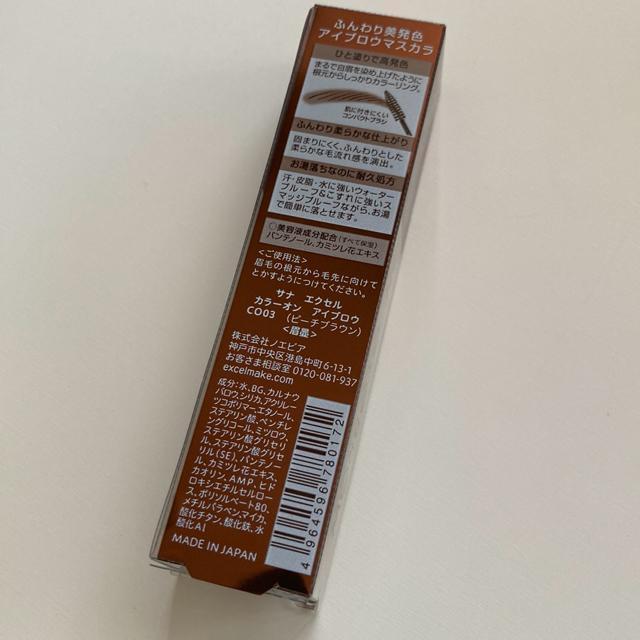 ふんわり美発色
アイブロウマスカラ
ひと塗りで高発色
まるで自眉を染め上げたように
根元からしっかりカラーリング。
肌に付きにくい
コンパクトブラシ
ふんわり柔らかな仕上がり
固まりにくく、ふんわりとした
柔らかな毛流れ感を演出。
お湯落ちなのに耐久処方
汗・皮脂・水に強いウォーター
プルーフ&こすれに強いス
マッジプルーフながら、お湯
で簡単に落とせます。
○美容液成分配合(すべて保湿)
パンテノール、カミツレ花エキス
<ご使用法>
眉毛の根元から毛先に向けて
とかすようにつけてください。
サナ エクセル
カラーオン アイブロウ
CO03 (ピーチブラウン)
<眉墨>
株式会社ノエビア
神戸市中央区港島中町6-13-1
お客さま相談室 0120-081-937
excelmake.com
成分:水、BG、カルナウ
バロウ、シリカ、アクリレー
ツコポリマー、エタノール、
ステアリン酸、ペンチレ
ングリコール、ミツロウ、
ステアリン酸グリセリ
ル、ステアリン酸グリセ
リル(SE)、パンテノー
ル、カミツレ花エキス、
カオリン、AMP、ヒド
ロキシエチルセルロー
ス、ポリソルベート80、
メチルパラベン、マイカ、
酸化チタン、酸化鉄、水
酸化Al
MADE IN JAPAN
4964596780172